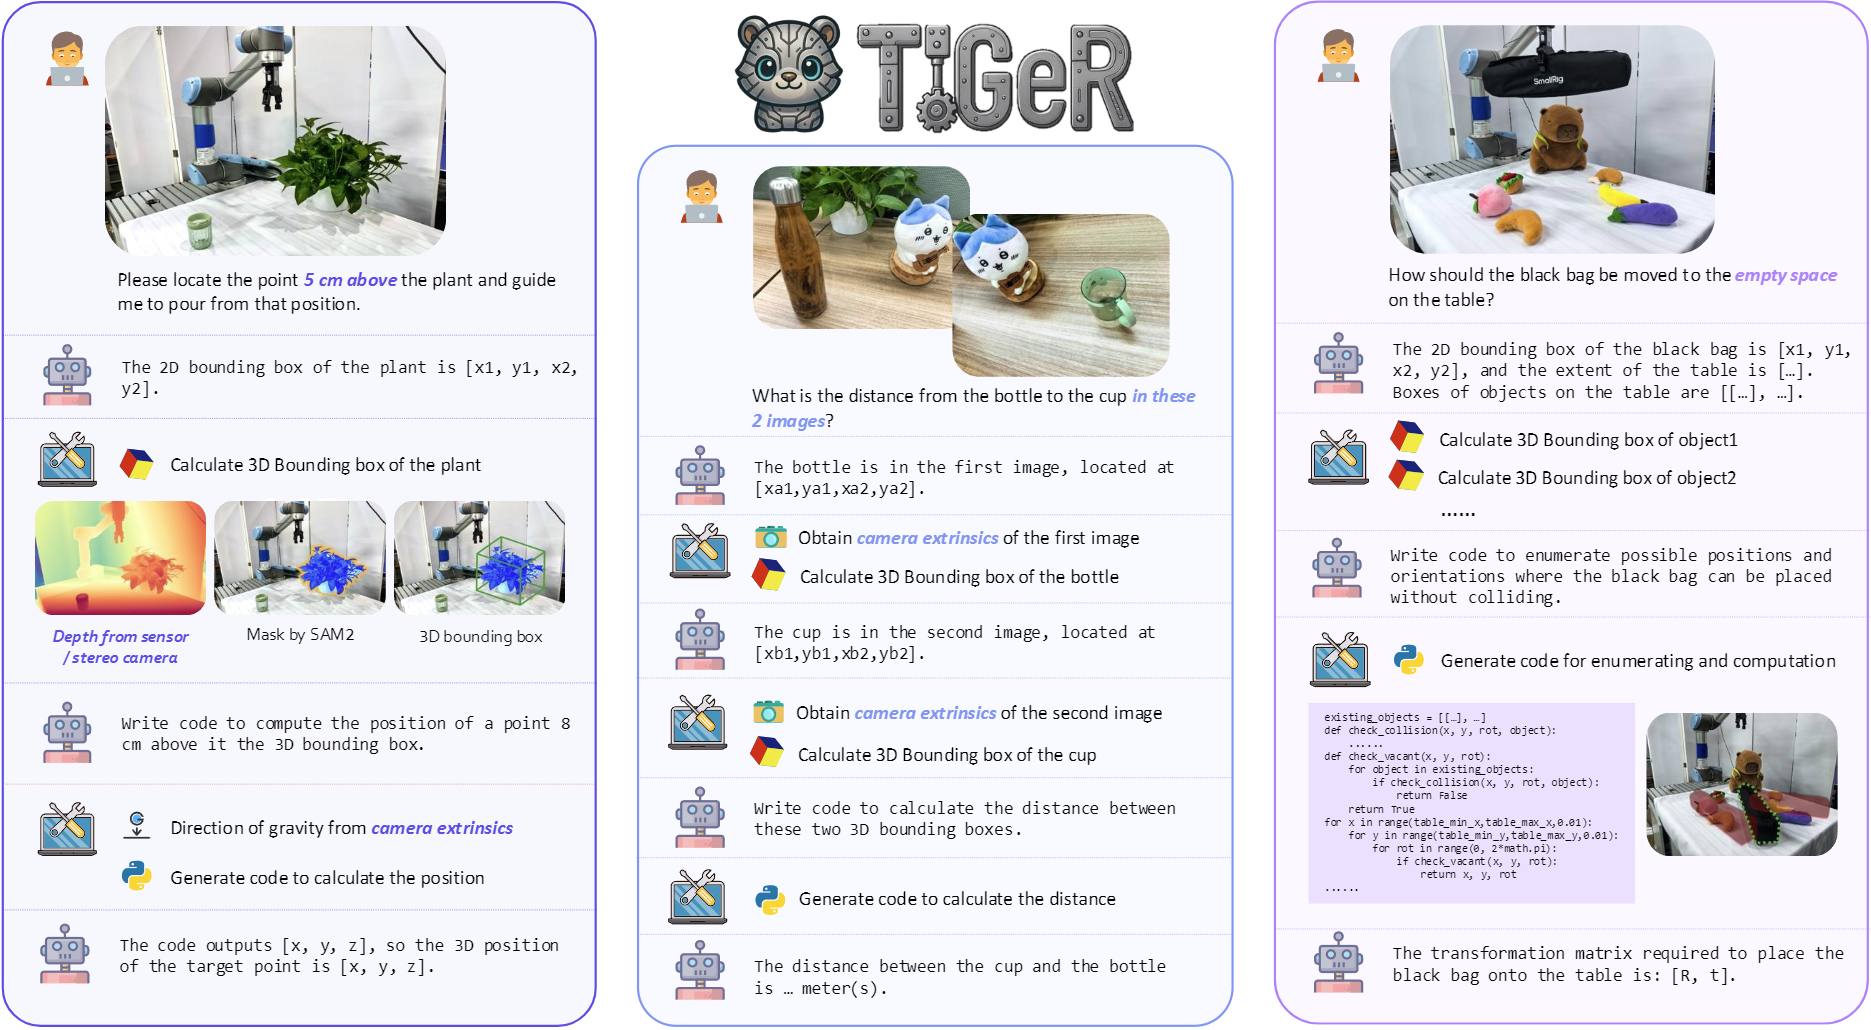 Please locate the point 5 cm above the plant and guide
me to pour from that position.
The 2D bounding box of the plant is [x1, y1, x2,
y2].
Calculate 3D Bounding box of the plant
Depth from sensor
/ stereo camera
Mask by SAM2
3D bounding box
Write code to compute the position of a point 8
cm above it the 3D bounding box.
G
Direction of gravity from camera extrinsics
Generate code to calculate the position
The code outputs [x, y, z], so the 3D position
of the target point is [x, y, z].
TIGeR
What is the distance from the bottle to the cup in these
2 images?
The bottle is in the first image, located at
[xa1,ya1,xa2,ya2].
Obtain camera extrinsics of the first image
Calculate 3D Bounding box of the bottle
The cup is in the second image, located at
[xb1,yb1,xb2,yb2].
Obtain camera extrinsics of the second image
Calculate 3D Bounding box of the cup
Write code to calculate the distance between
these two 3D bounding boxes.
Generate code to calculate the distance
The distance between the cup and the bottle
is … meter(s).
SmallRig
How should the black bag be moved to the empty space
on the table?
The 2D bounding box of the black bag is [x1, y1,
x2, y2], and the extent of the table is […].
Boxes of objects on the table are [[…], …].
Calculate 3D Bounding box of object1
Calculate 3D Bounding box of object2
......
Write code to enumerate possible positions and
orientations where the black bag can be placed
without colliding.
Generate code for enumerating and computation
existing_objects = [[…], …]
def check_collision(x, y, rot, object):
......
def check_vacant(x, y, rot):
for object in existing_objects:
if check_collision(x, y, rot, object):
return False
return True
for x in range(table_min_x,table_max_x,0.01):
for y in range(table_min_y,table_max_y,0.01):
for rot in range(0, 2*math.pi):
if check_vacant(x, y, rot):
return x, y, rot
......
The transformation matrix required to place the
black bag onto the table is: [R, t].